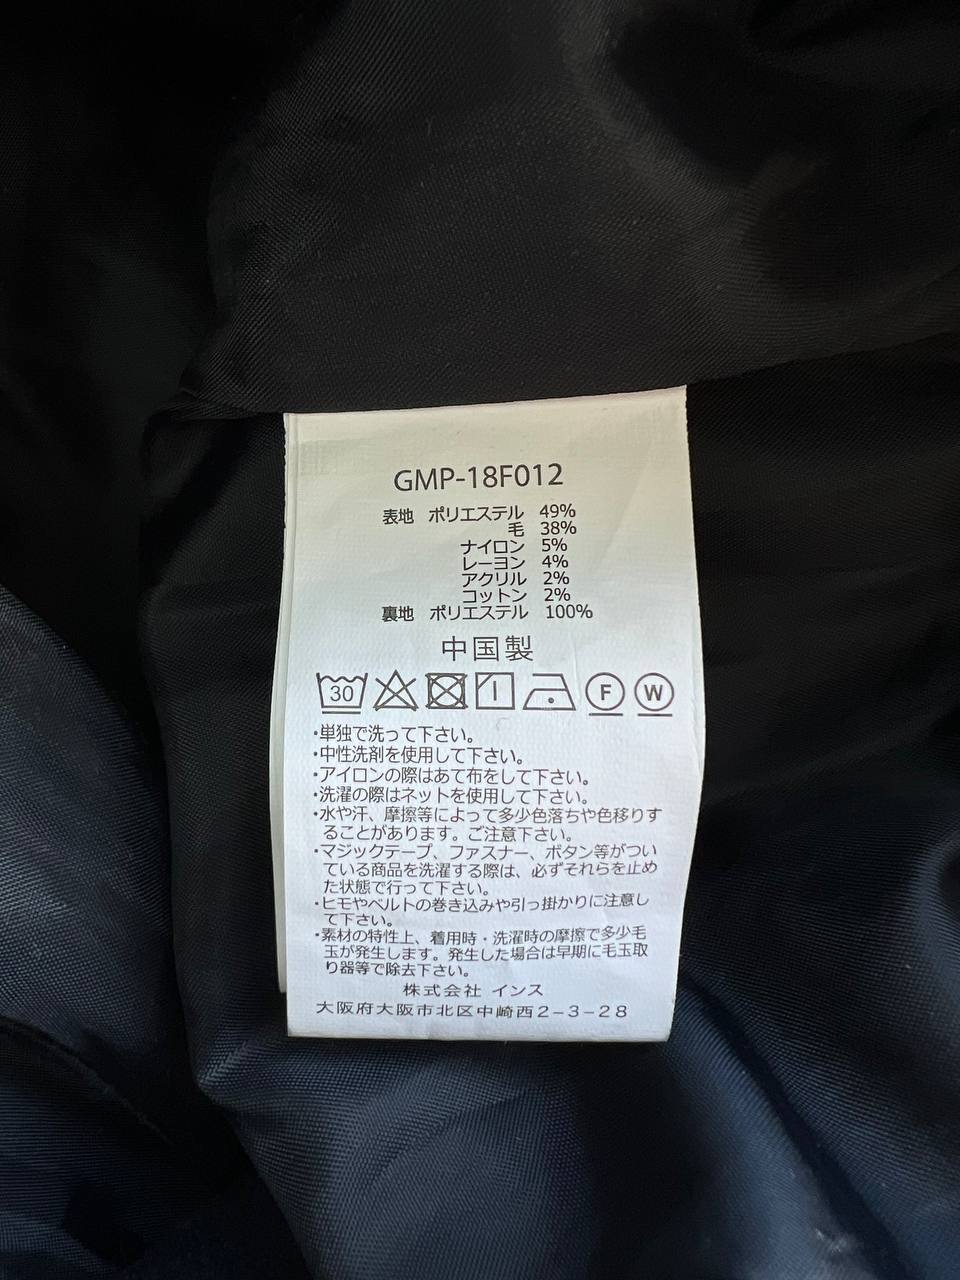 GMP-18F012
表地 ポリエステル 49%
毛 38%
ナイロン 5%
レーヨン 4%
アクリル 2%
コットン 2%
裏地 ポリエステル 100%
中国製
30 F W
・単独で洗って下さい。
・中性洗剤を使用して下さい。
・アイロンの際はあて布をして下さい。
・洗濯の際はネットを使用して下さい。
・水や汗、摩擦等によって多少色落ちや色移りす
ることがあります。ご注意下さい。
・マジックテープ、ファスナー、ボタン等がつい
ている商品を洗濯する際は、必ずそれらを止め
た状態で行って下さい。
・ヒモやベルトの巻き込みや引っ掛かりに注意し
て下さい。
・素材の特性上、着用時・洗濯時の摩擦で多少毛
玉が発生します。発生した場合は早期に毛玉取
り器等で除去下さい。
株式会社 インス
大阪府大阪市北区中崎西2-3-28